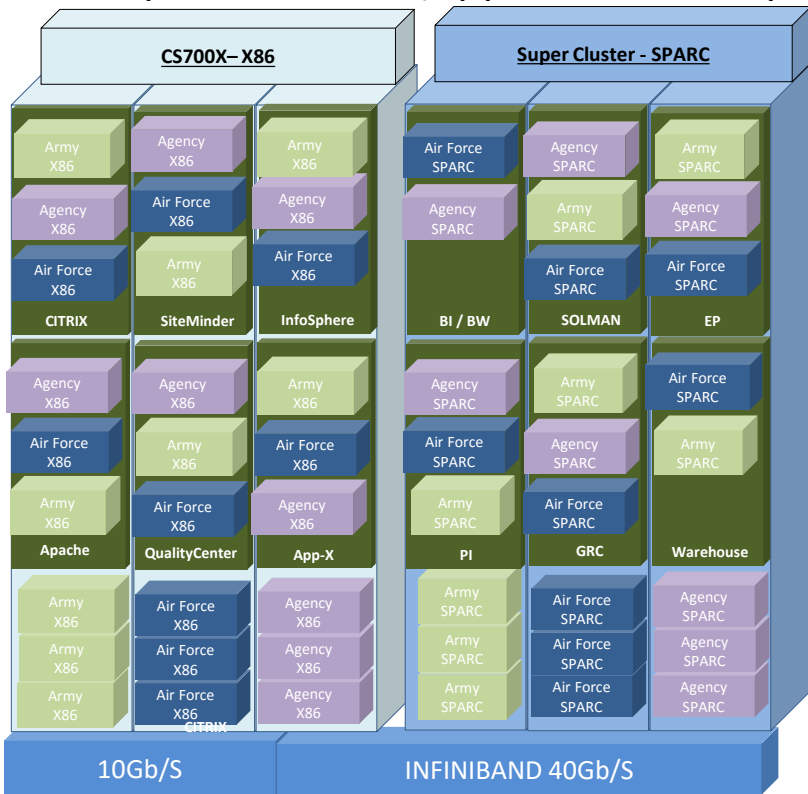 CS700X– X86
Super Cluster - SPARC
Army
X86
Agency
X86
Air Force
X86
CITRIX
Agency
X86
Air Force
X86
Army
X86
SiteMinder
Army
X86
Agency
X86
Air Force
X86
InfoSphere
Air Force
SPARC
Agency
SPARC
BI / BW
Agency
SPARC
Army
SPARC
Air Force
SPARC
SOLMAN
Army
SPARC
Agency
SPARC
Air Force
SPARC
EP
Agency
X86
Air Force
X86
Army
X86
Apache
Agency
X86
Army
X86
Air Force
X86
QualityCenter
Army
X86
Air Force
X86
Agency
X86
App-X
Agency
SPARC
Air Force
SPARC
Army
SPARC
PI
Army
SPARC
Agency
SPARC
Air Force
SPARC
GRC
Air Force
SPARC
Army
SPARC
Warehouse
Army
X86
Army
X86
Army
X86
Air Force
X86
Air Force
X86
Air Force
X86
CITRIX
Agency
X86
Agency
X86
Agency
X86
Army
SPARC
Army
SPARC
Army
SPARC
Air Force
SPARC
Air Force
SPARC
Air Force
SPARC
Agency
SPARC
Agency
SPARC
Agency
SPARC
10Gb/S
INFINIBAND 40Gb/S